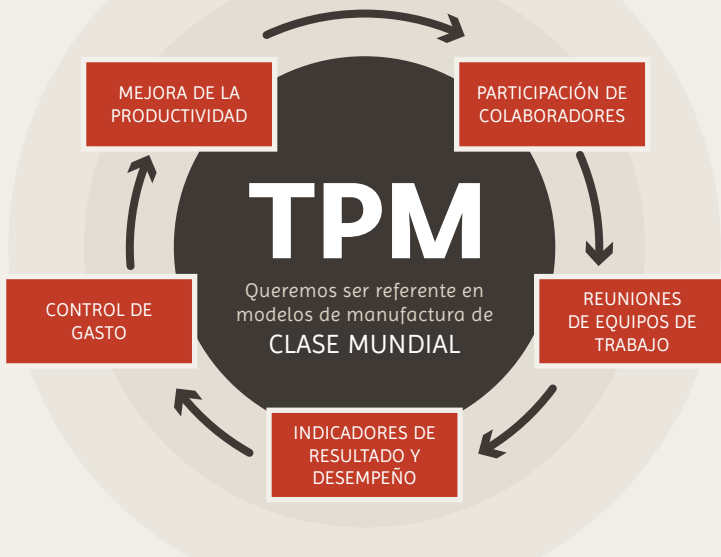 MEJORA DE LA
PRODUCTIVIDAD
PARTICIPACIÓN DE
COLABORADORES
TPM
Queremos ser referente en
modelos de manufactura de
CLASE MUNDIAL
CONTROL DE
GASTO
REUNIONES
DE EQUIPOS DE
TRABAJO
INDICADORES DE
RESULTADO Y
DESEMPEÑO